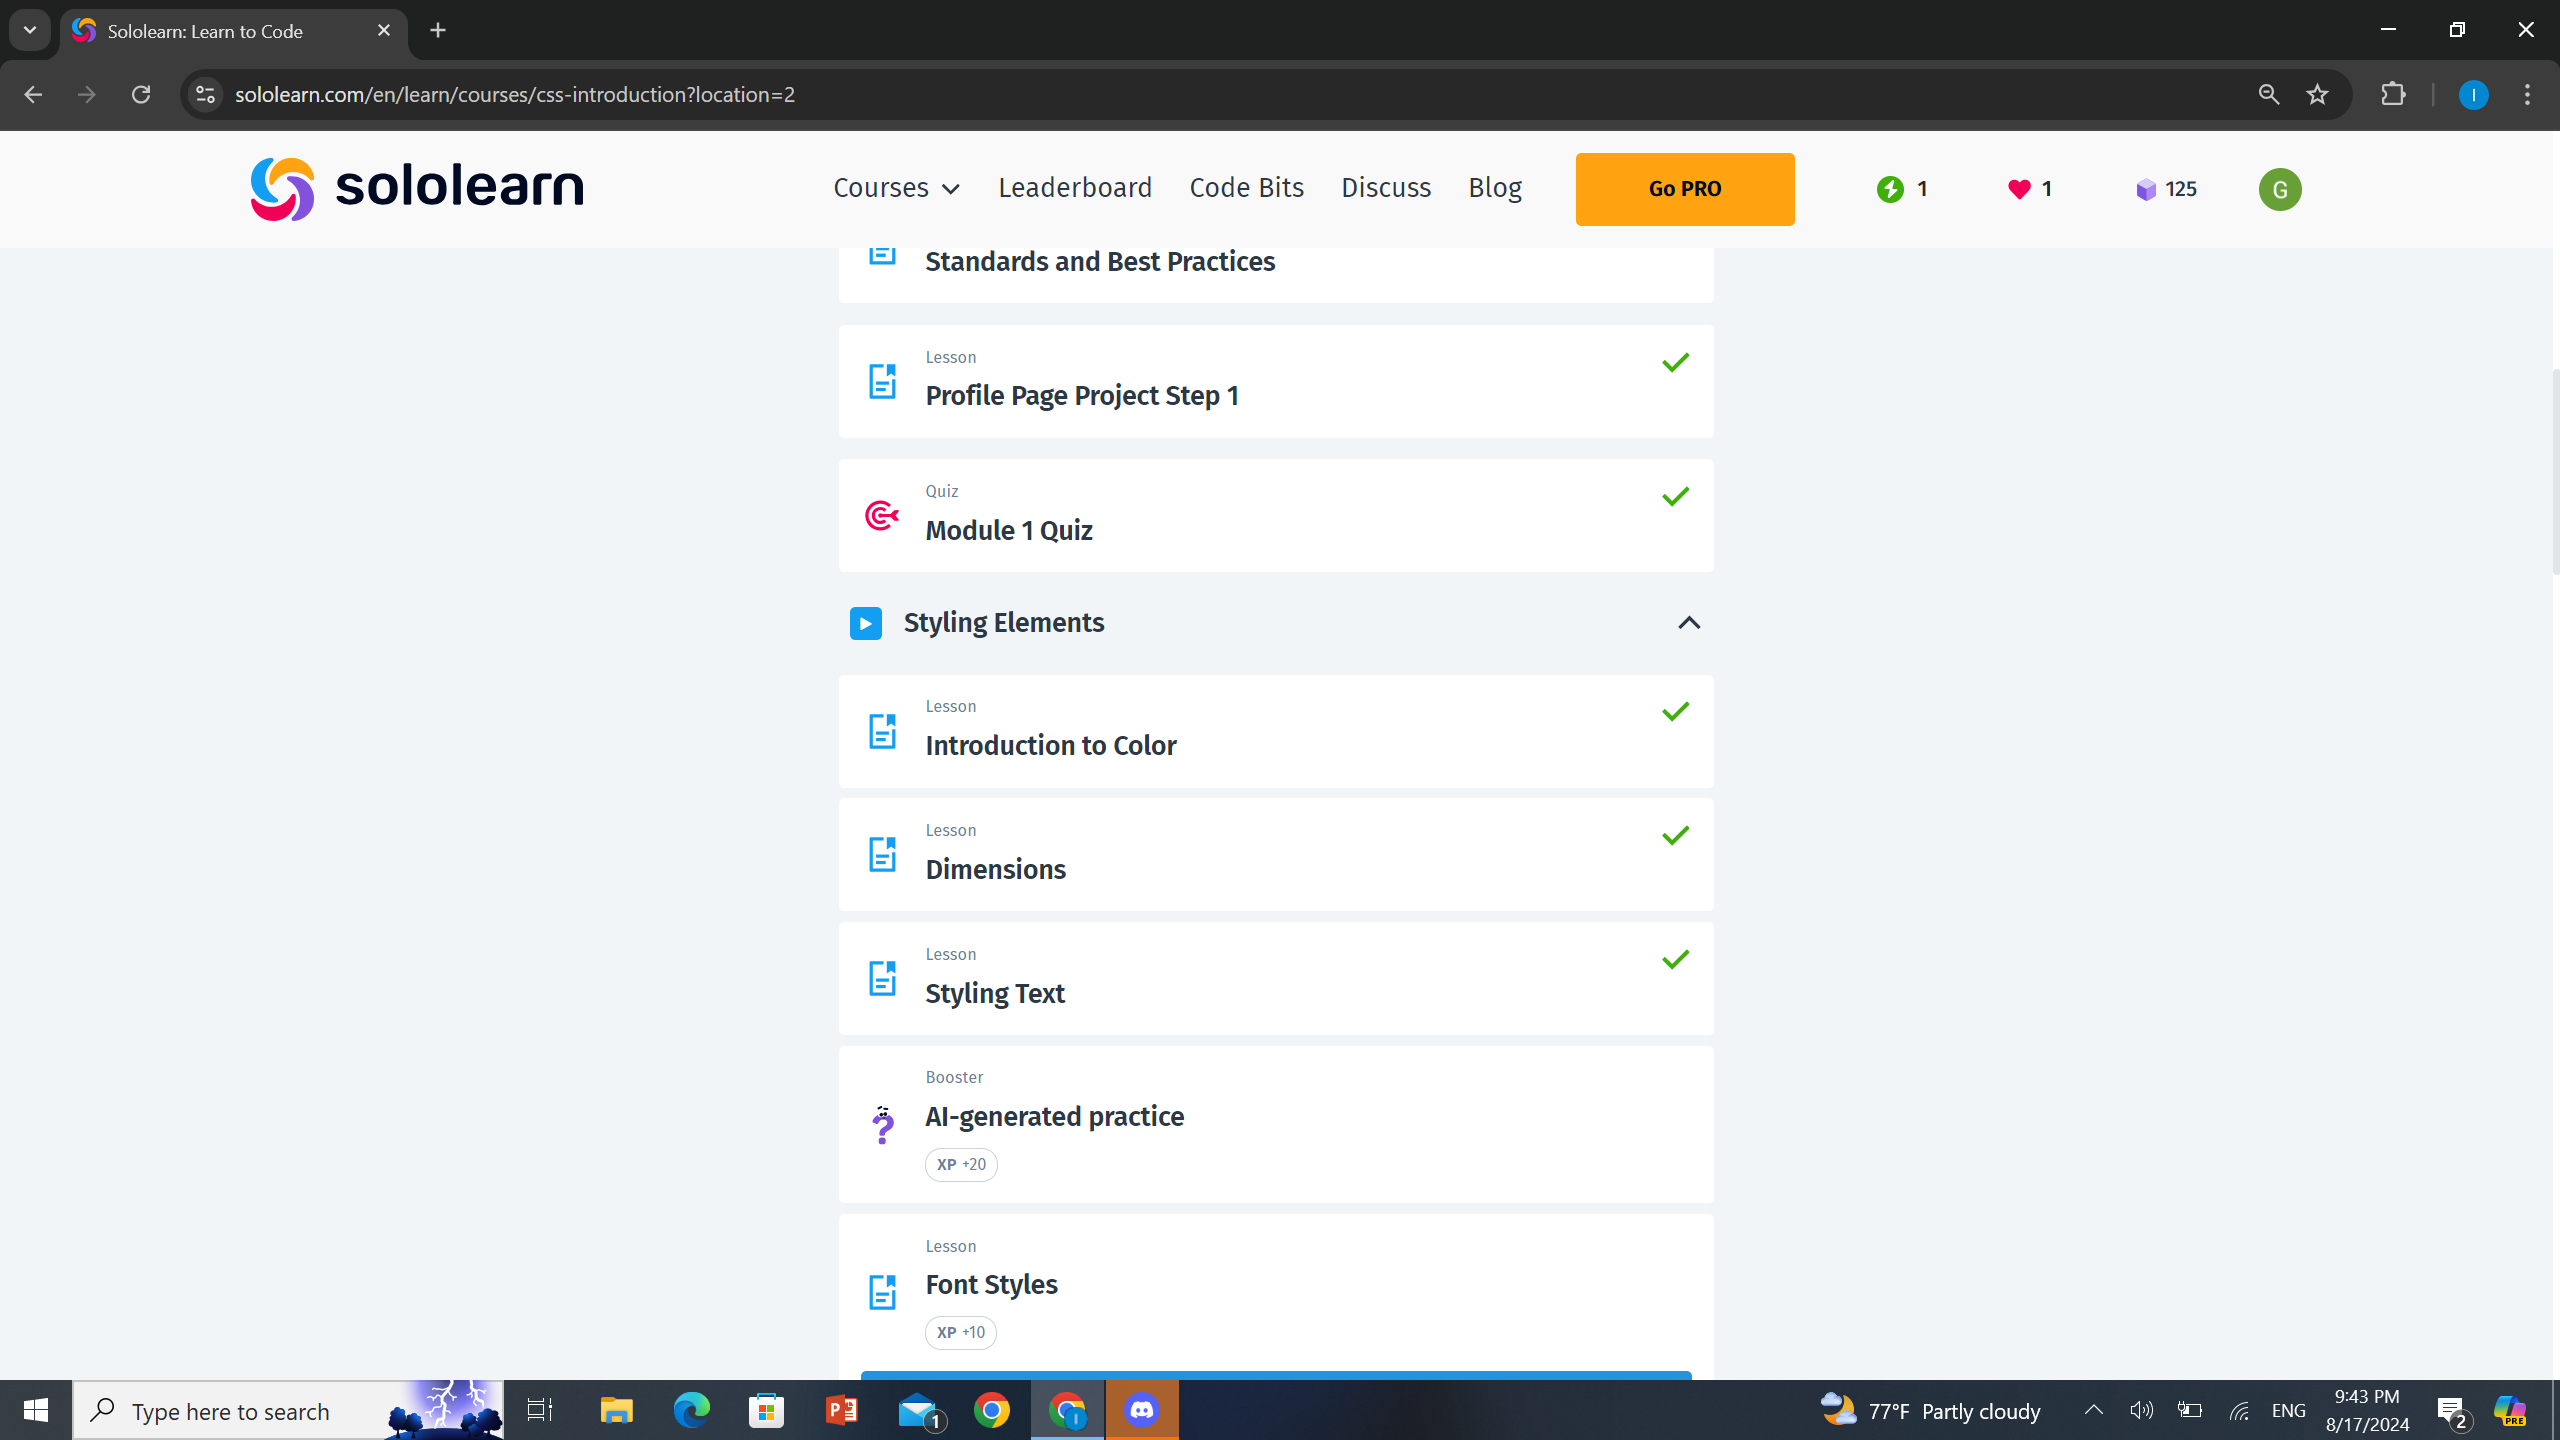 Sololearn: Learn to Code
sololearn.com/en/learn/courses/css-introduction?location=2
I
sololearn
Courses
Leaderboard
Code Bits
Discuss
Blog
Go PRO
1
1
125
G
Standards and Best Practices
Lesson
Profile Page Project Step 1
Quiz
Module 1 Quiz
Styling Elements
Lesson
Introduction to Color
Lesson
Dimensions
Lesson
Styling Text
Booster
AI-generated practice
XP +20
Lesson
Font Styles
XP +10
Type here to search
P
1
I
77°F Partly cloudy
ENG
9:43 PM
8/17/2024
2
PRE